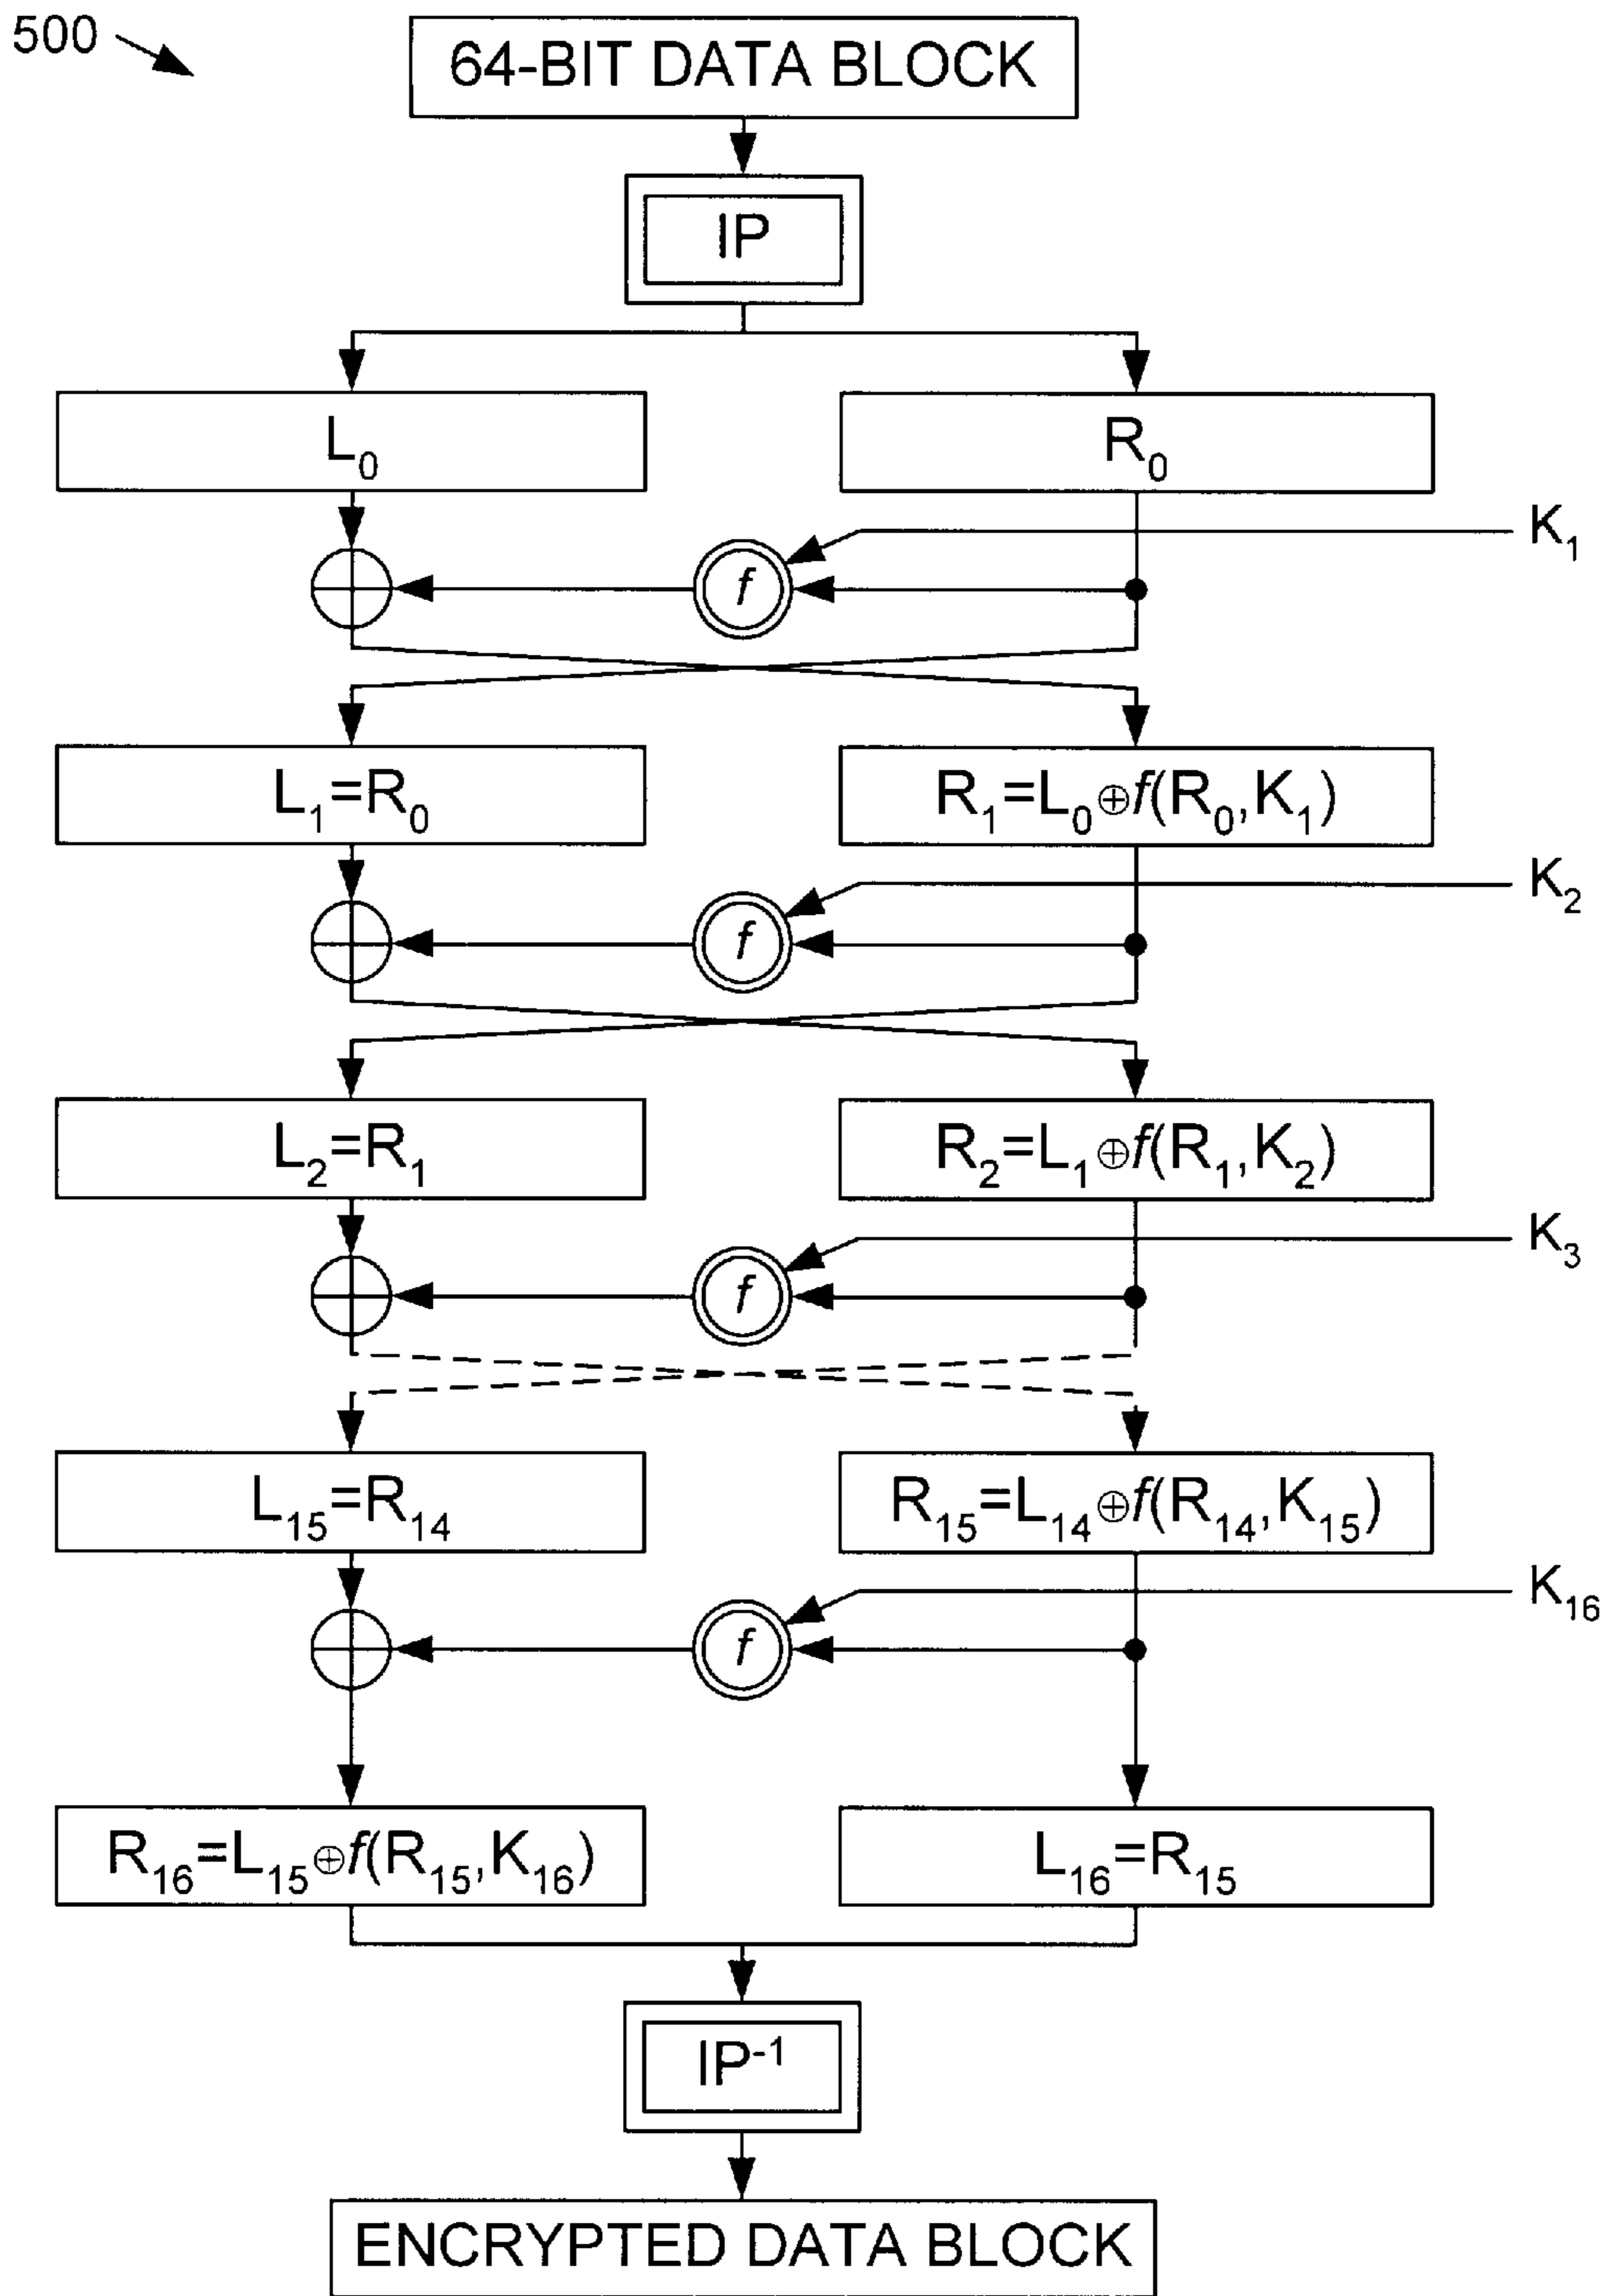 500
64-BIT DATA BLOCK
IP
L₀
R₀
K₁
f
L₁=R₀
R₁=L₀⊕f(R₀,K₁)
K₂
f
L₂=R₁
R₂=L₁⊕f(R₁,K₂)
K₃
f
L₁₅=R₁₄
R₁₅=L₁₄⊕f(R₁₄,K₁₅)
K₁₆
f
R₁₆=L₁₅⊕f(R₁₅,K₁₆)
L₁₆=R₁₅
IP⁻¹
ENCRYPTED DATA BLOCK